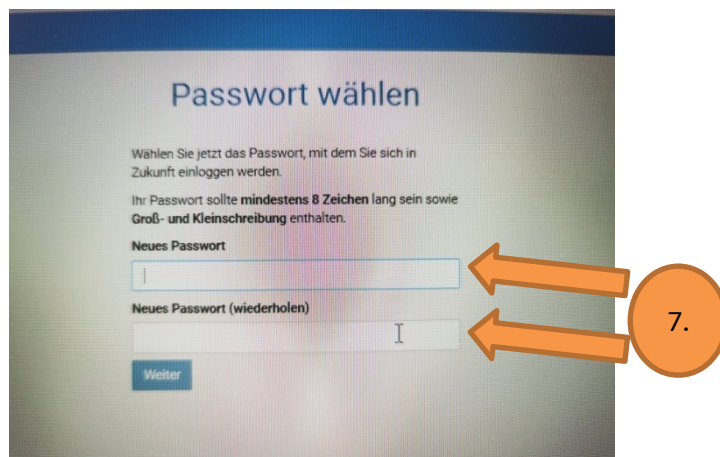 Passwort wählen
Wählen Sie jetzt das Passwort, mit dem Sie sich in
Zukunft einloggen werden.
Ihr Passwort sollte mindestens 8 Zeichen lang sein sowie
Groß- und Kleinschreibung enthalten.
Neues Passwort
Neues Passwort (wiederholen)
7.
Weiter